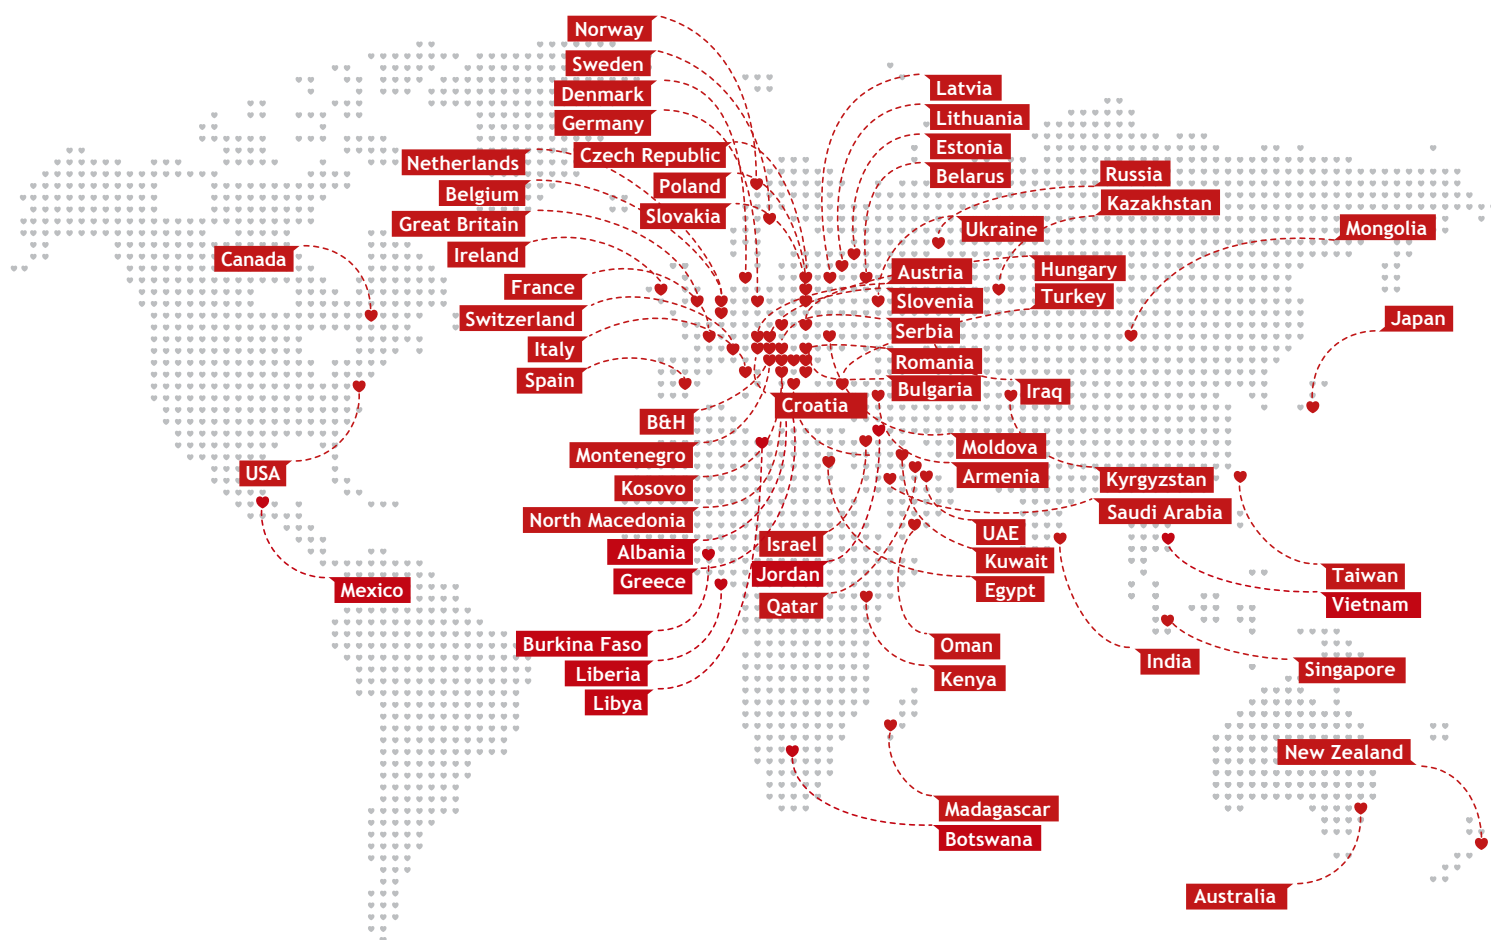 Norway
Sweden
Denmark
Germany
Czech Republic
Netherlands
Poland
Belgium
Slovakia
Great Britain
Ireland
Canada
France
Switzerland
Italy
Spain
Latvia
Lithuania
Estonia
Belarus
Russia
Kazakhstan
Ukraine
Mongolia
Austria
Hungary
Slovenia
Turkey
Serbia
Japan
Romania
Bulgaria
Iraq
Croatia
B&H
Montenegro
Kosovo
North Macedonia
Albania
Greece
USA
Mexico
Moldova
Armenia
Kyrgyzstan
Saudi Arabia
Israel
Jordan
Qatar
UAE
Kuwait
Egypt
Taiwan
Vietnam
Burkina Faso
Liberia
Libya
Oman
Kenya
India
Singapore
New Zealand
Madagascar
Botswana
Australia